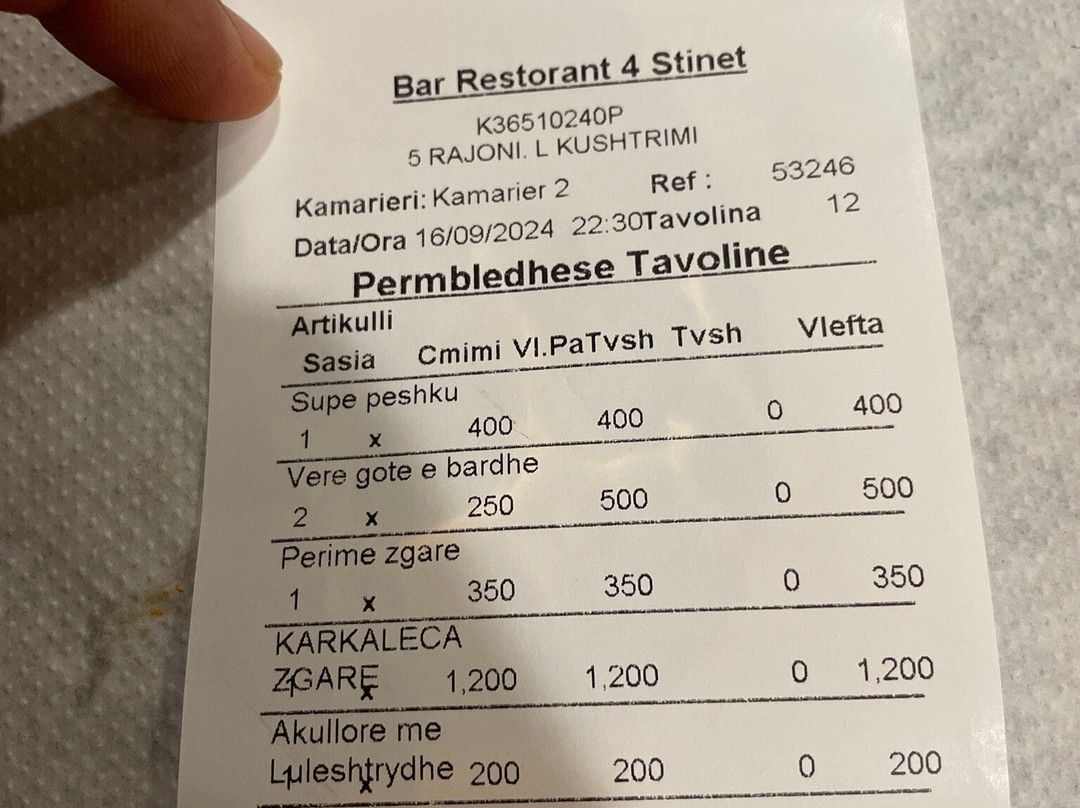 Bar Restorant 4 Stinet
K36510240P
5 RAJONI. L KUSHTRIMI
Kamarieri: Kamarier 2 Ref : 53246
Data/Ora 16/09/2024 22:30Tavolina 12
Permbledhese Tavoline
Artikulli
Sasia Cmimi Vl.PaTvsh Tvsh Vlefta
Supe peshku
1 x 400 400 0 400
Vere gote e bardhe
2 x 250 500 0 500
Perime zgare
1 x 350 350 0 350
KARKALECA
ZGARE 1,200 1,200 0 1,200
1 x
Akullore me
Luleshtrydhe 200 200 0 200
1 x